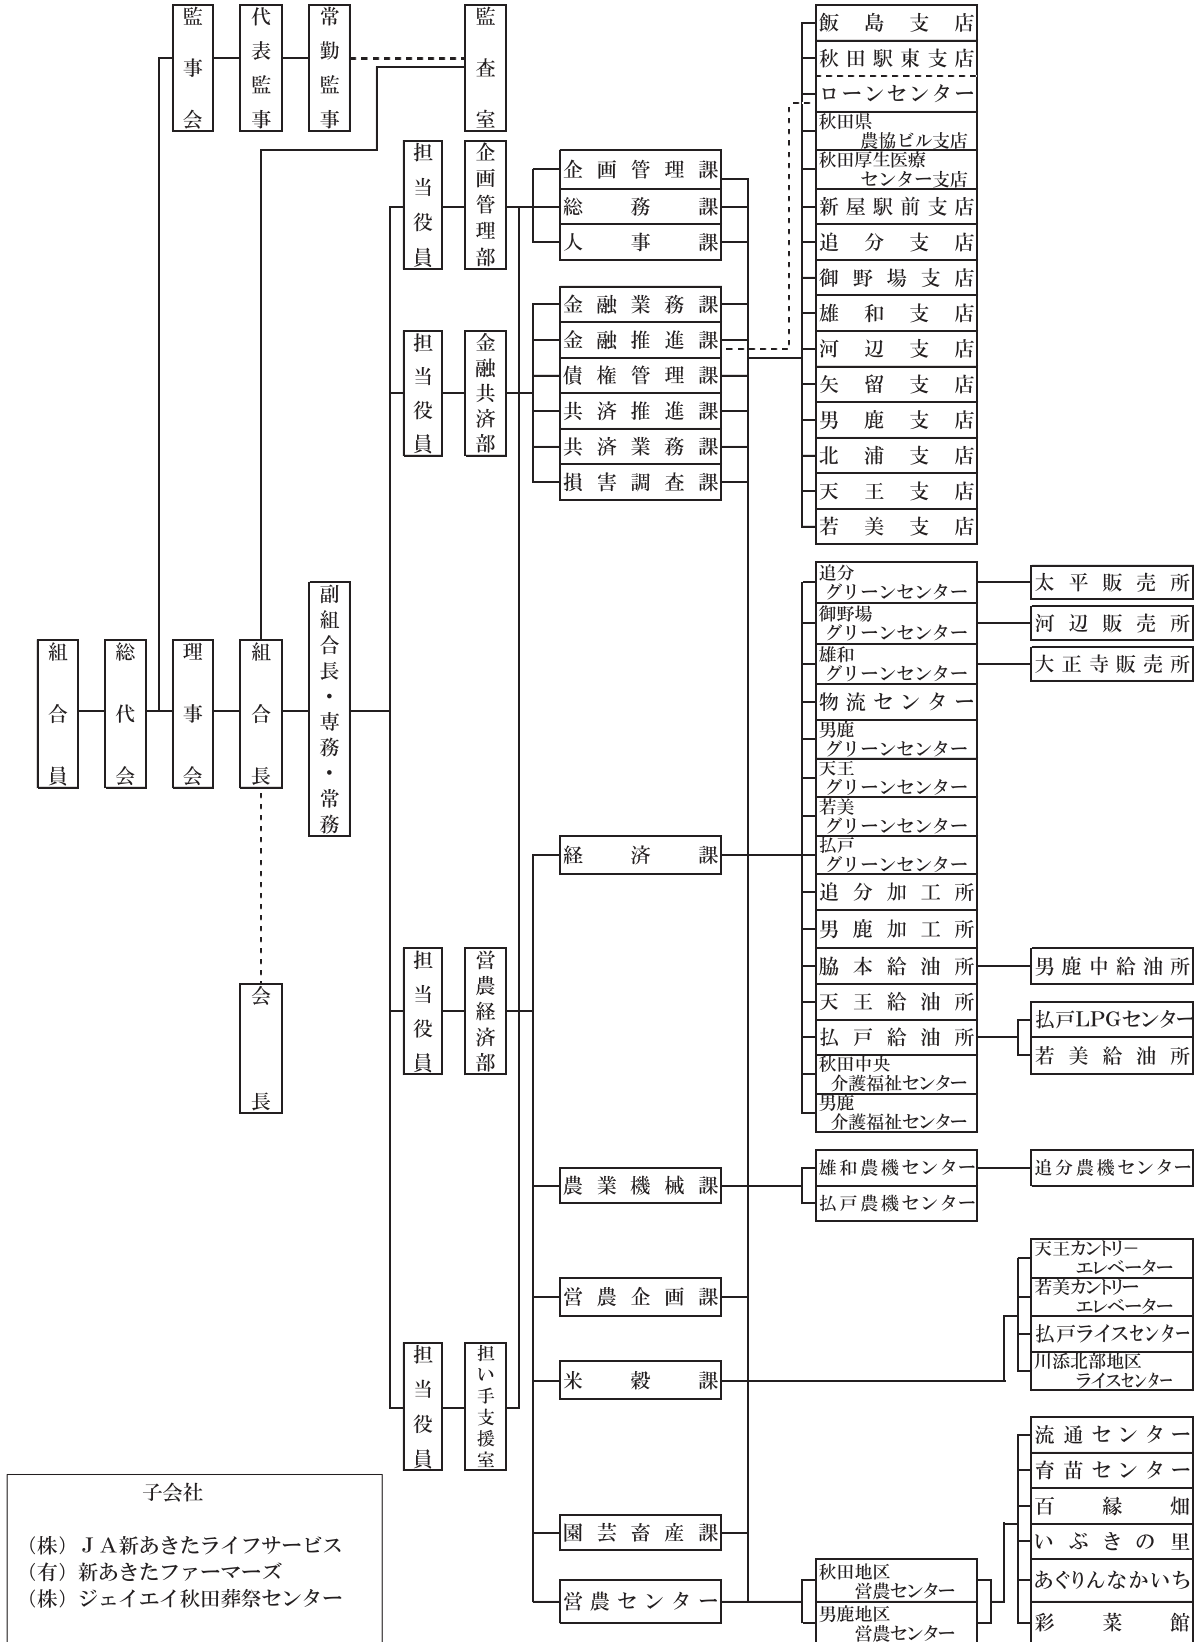 監事会
代表監事
常勤監事
監査室
組合員
総代会
理事会
組合長
副組合長・専務・常務
会長
担当役員
企画管理部
企画管理課
総務課
人事課
担当役員
金融共済部
金融業務課
金融推進課
債権管理課
共済推進課
共済業務課
損害調査課
飯島支店
秋田駅東支店
ローンセンター
秋田県
農協ビル支店
秋田厚生医療
センター支店
新屋駅前支店
追分支店
御野場支店
雄和支店
河辺支店
矢留支店
男鹿支店
北浦支店
天王支店
若美支店
担当役員
営農経済部
経済課
追分
グリーンセンター
太平販売所
御野場
グリーンセンター
河辺販売所
雄和
グリーンセンター
大正寺販売所
物流センター
男鹿
グリーンセンター
天王
グリーンセンター
若美
グリーンセンター
払戸
グリーンセンター
追分加工所
男鹿加工所
脇本給油所
男鹿中給油所
天王給油所
払戸給油所
払戸LPGセンター
若美給油所
秋田中央
介護福祉センター
男鹿
介護福祉センター
農業機械課
雄和農機センター
追分農機センター
払戸農機センター
営農企画課
米穀課
天王カントリー
エレベーター
若美カントリー
エレベーター
払戸ライスセンター
川添北部地区
ライスセンター
担当役員
担い手支援室
園芸畜産課
営農センター
秋田地区
営農センター
男鹿地区
営農センター
流通センター
育苗センター
百縁畑
いぶきの里
あぐりんなかいち
彩菜館
子会社
（株）ＪＡ新あきたライフサービス
（有）新あきたファーマーズ
（株）ジェイエイ秋田葬祭センター